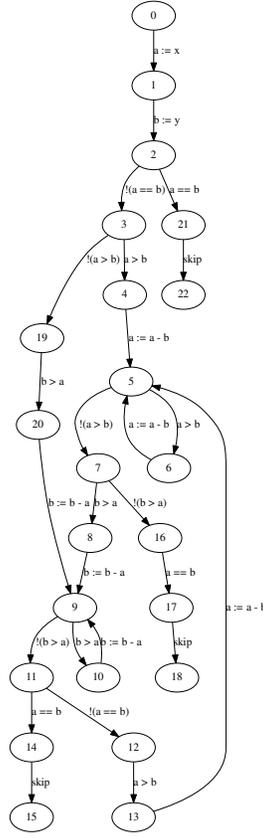 0
a := x
1
b := y
2
!(a == b) a == b
3 21
!(a > b) a > b skip
4 22
19 a := a - b
b > a 5
20 !(a > b) a := a - b a > b
7 6
b := b - a b > a !(b > a)
8 16
b := b - a a == b
9 17 a := a - b
!(b > a) b > a b := b - a skip
11 10 18
a == b !(a == b)
14 12
skip a > b
15 13